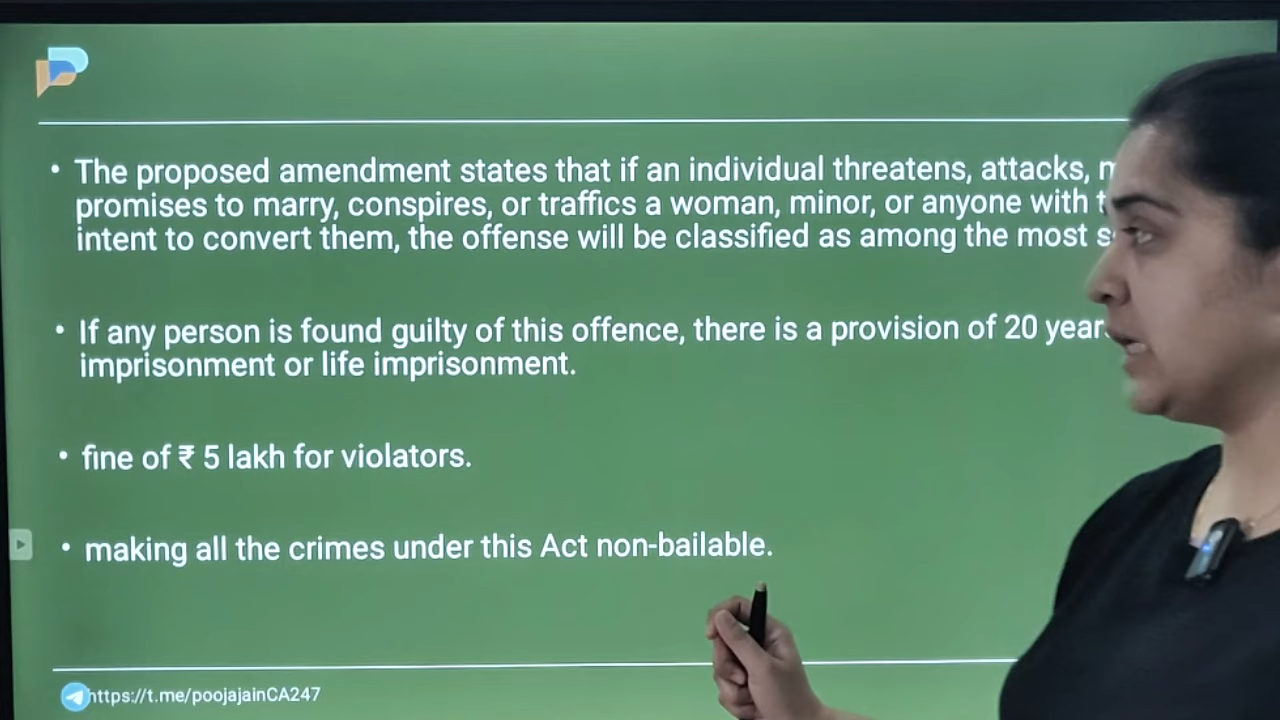 • The proposed amendment states that if an individual threatens, attacks,
promises to marry, conspires, or traffics a woman, minor, or anyone with
intent to convert them, the offense will be classified as among the most
• If any person is found guilty of this offence, there is a provision of 20
imprisonment or life imprisonment.
• fine of ₹ 5 lakh for violators.
• making all the crimes under this Act non-bailable.
https://t.me/poojajainCA247